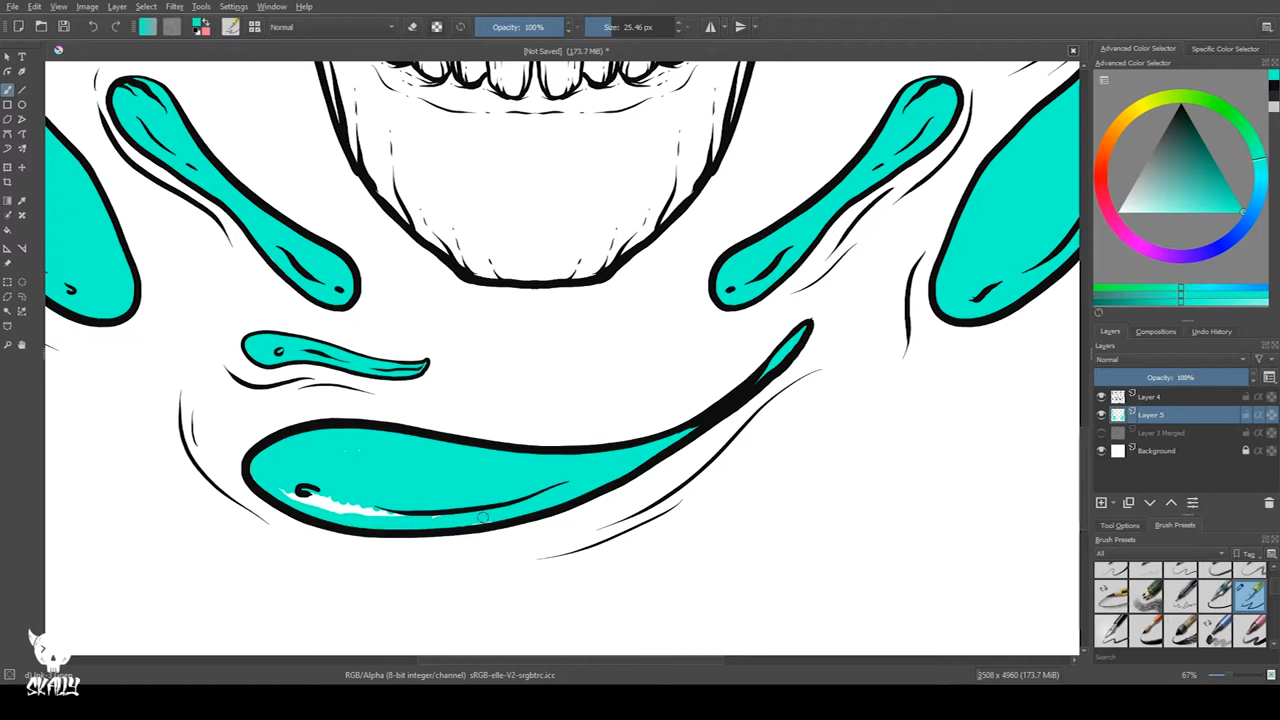 File Edit View Image Layer Select Filter Tools Settings Window Help
Normal Opacity: 100% Size: 25.46 px
[Not Saved] (173.7 MiB) *
Advanced Color Selector Specific Color Selector
Advanced Color Selector
Layers Compositions Undo History
Layers
Normal
Opacity: 100%
Layer 4
Layer 5
Layer 3 Merged
Background
Tool Options Brush Presets
Brush Presets
All Tag
Search
RGB/Alpha (8-bit integer/channel) sRGB-elle-V2-srgbtrc.icc
3508 x 4960 (173.7 MiB) 67%
SKALLY